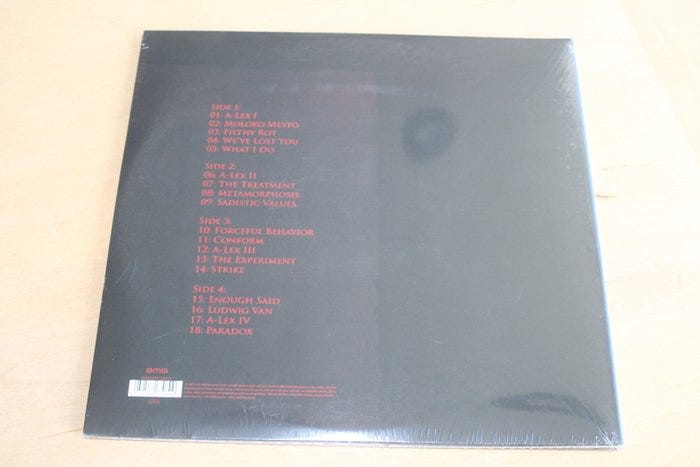 Side 1:
01: A-Lex I
02: Moloko Mesto
03: Filthy Rot
04: We've Lost You
05: What I Do
Side 2:
06: A-Lex II
07: The Treatment
08: Metamorphosis
09: Sadistic Values
Side 3:
10: Forceful Behavior
11: Conform
12: A-Lex III
13: The Experiment
14: Strike
Side 4:
15: Enough Said
16: Ludwig Van
17: A-Lex IV
18: Paradox
BMG